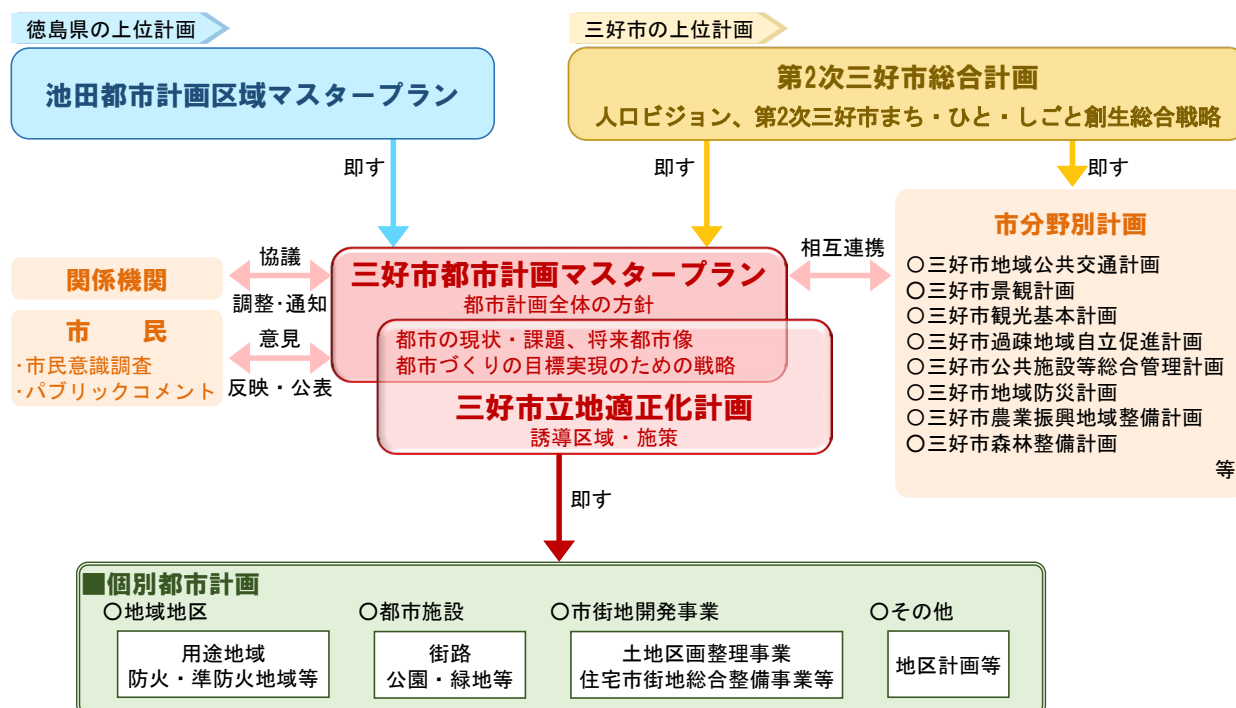 徳島県の上位計画
三好市の上位計画
池田都市計画区域マスタープラン
第2次三好市総合計画
人口ビジョン、第2次三好市まち・ひと・しごと創生総合戦略
即す
即す
即す
市分野別計画
〇三好市地域公共交通計画
〇三好市景観計画
〇三好市観光基本計画
〇三好市過疎地域自立促進計画
〇三好市公共施設等総合管理計画
〇三好市地域防災計画
〇三好市農業振興地域整備計画
〇三好市森林整備計画
等
相互連携
関係機関
協議
調整・通知
市　民
・市民意識調査
・パブリックコメント
意見
反映・公表
三好市都市計画マスタープラン
都市計画全体の方針
都市の現状・課題、将来都市像
都市づくりの目標実現のための戦略
三好市立地適正化計画
誘導区域・施策
即す
■個別都市計画
〇地域地区
用途地域
防火・準防火地域等
〇都市施設
街路
公園・緑地等
〇市街地開発事業
土地区画整理事業
住宅市街地総合整備事業等
〇その他
地区計画等